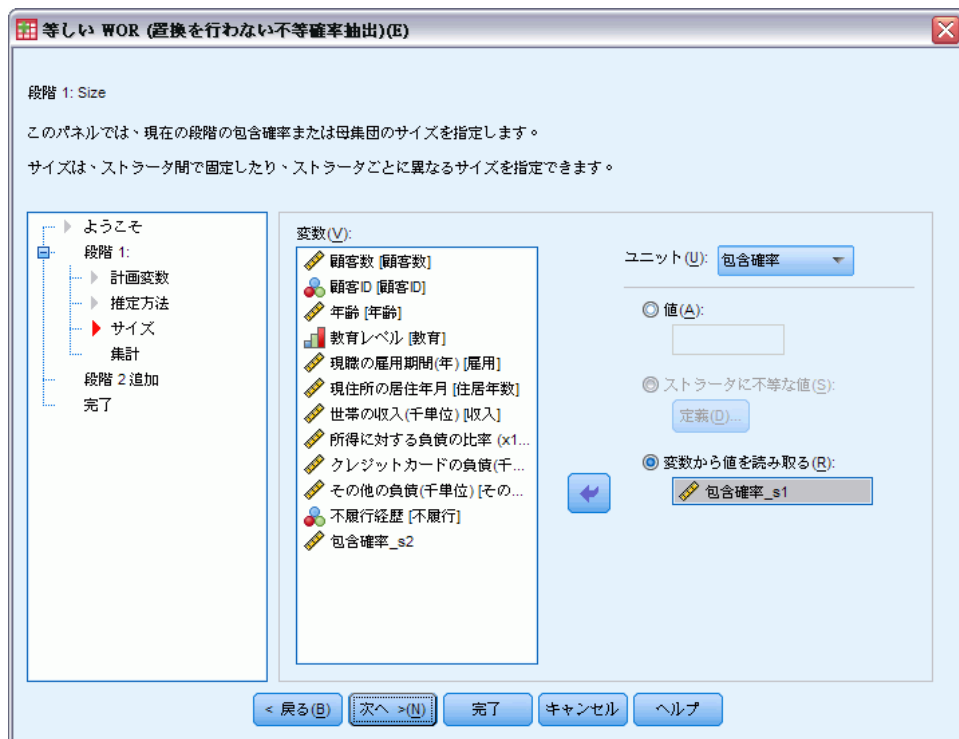 等しい WOR (置換を行わない不等確率抽出)(E)
段階 1: Size
このパネルでは、現在の段階の包含確率または母集団のサイズを指定します。
サイズは、ストラータ間で固定したり、ストラータごとに異なるサイズを指定できます。
ようこそ
段階 1:
計画変数
推定方法
サイズ
集計
段階 2 追加
完了
変数(V):
顧客数 [顧客数]
顧客ID [顧客ID]
年齢 [年齢]
教育レベル [教育]
現職の雇用期間(年) [雇用]
現住所の居住年月 [住居年数]
世帯の収入(千単位) [収入]
所得に対する負債の比率 (x1...
クレジットカードの負債(千...
その他の負債(千単位) [その...
不履行経歴 [不履行]
包含確率_s2
ユニット(U): 包含確率
値(A):
ストラータに不等な値(S):
定義(D)...
変数から値を読み取る(R):
包含確率_s1
< 戻る(B) 次へ >(N) 完了 キャンセル ヘルプ